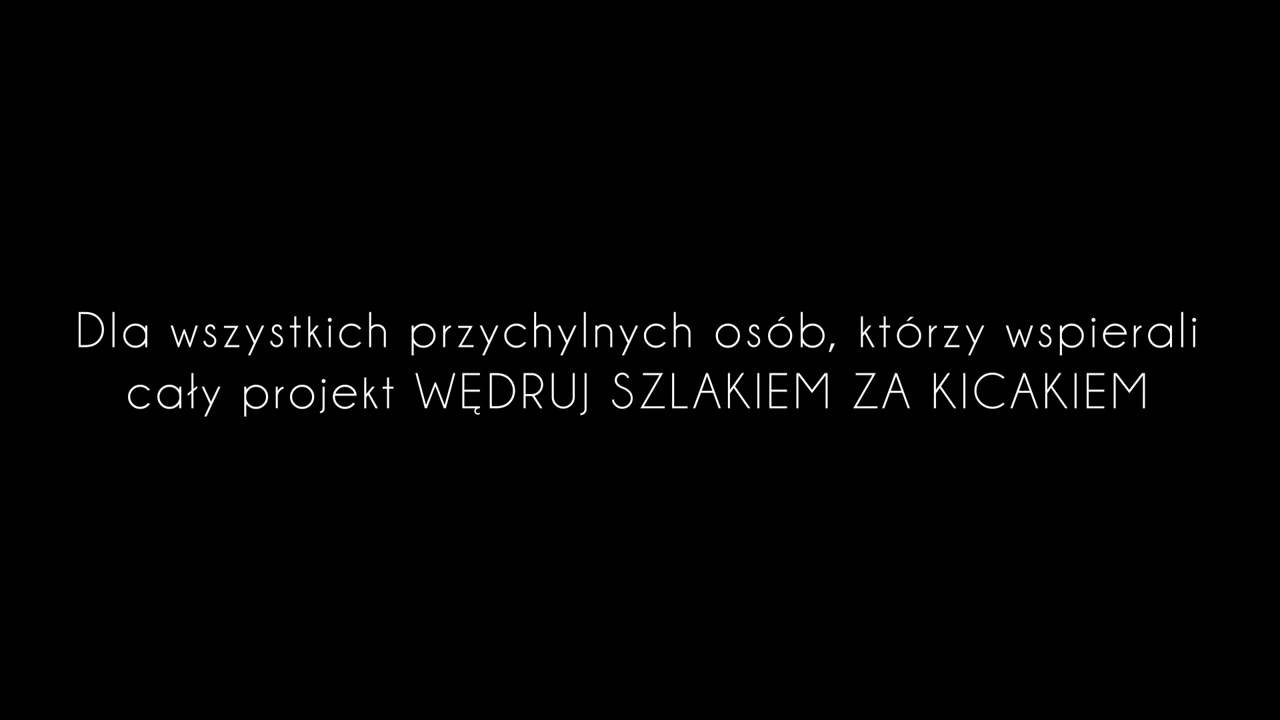 Dla wszystkich przychylnych osób, którzy wspierali
cały projekt WĘDRUJ SZLAKIEM ZA KICAKIEM